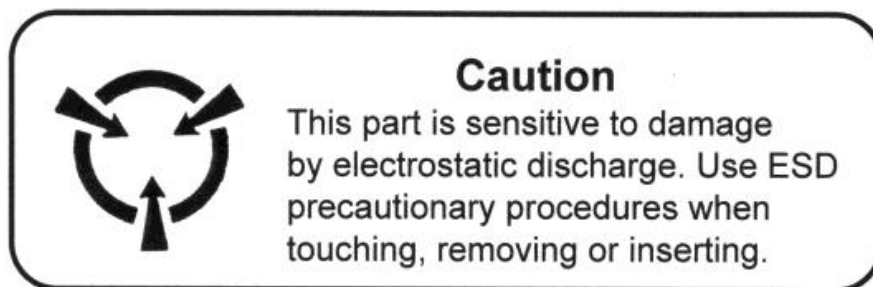 Caution
This part is sensitive to damage
by electrostatic discharge. Use ESD
precautionary procedures when
touching, removing or inserting.